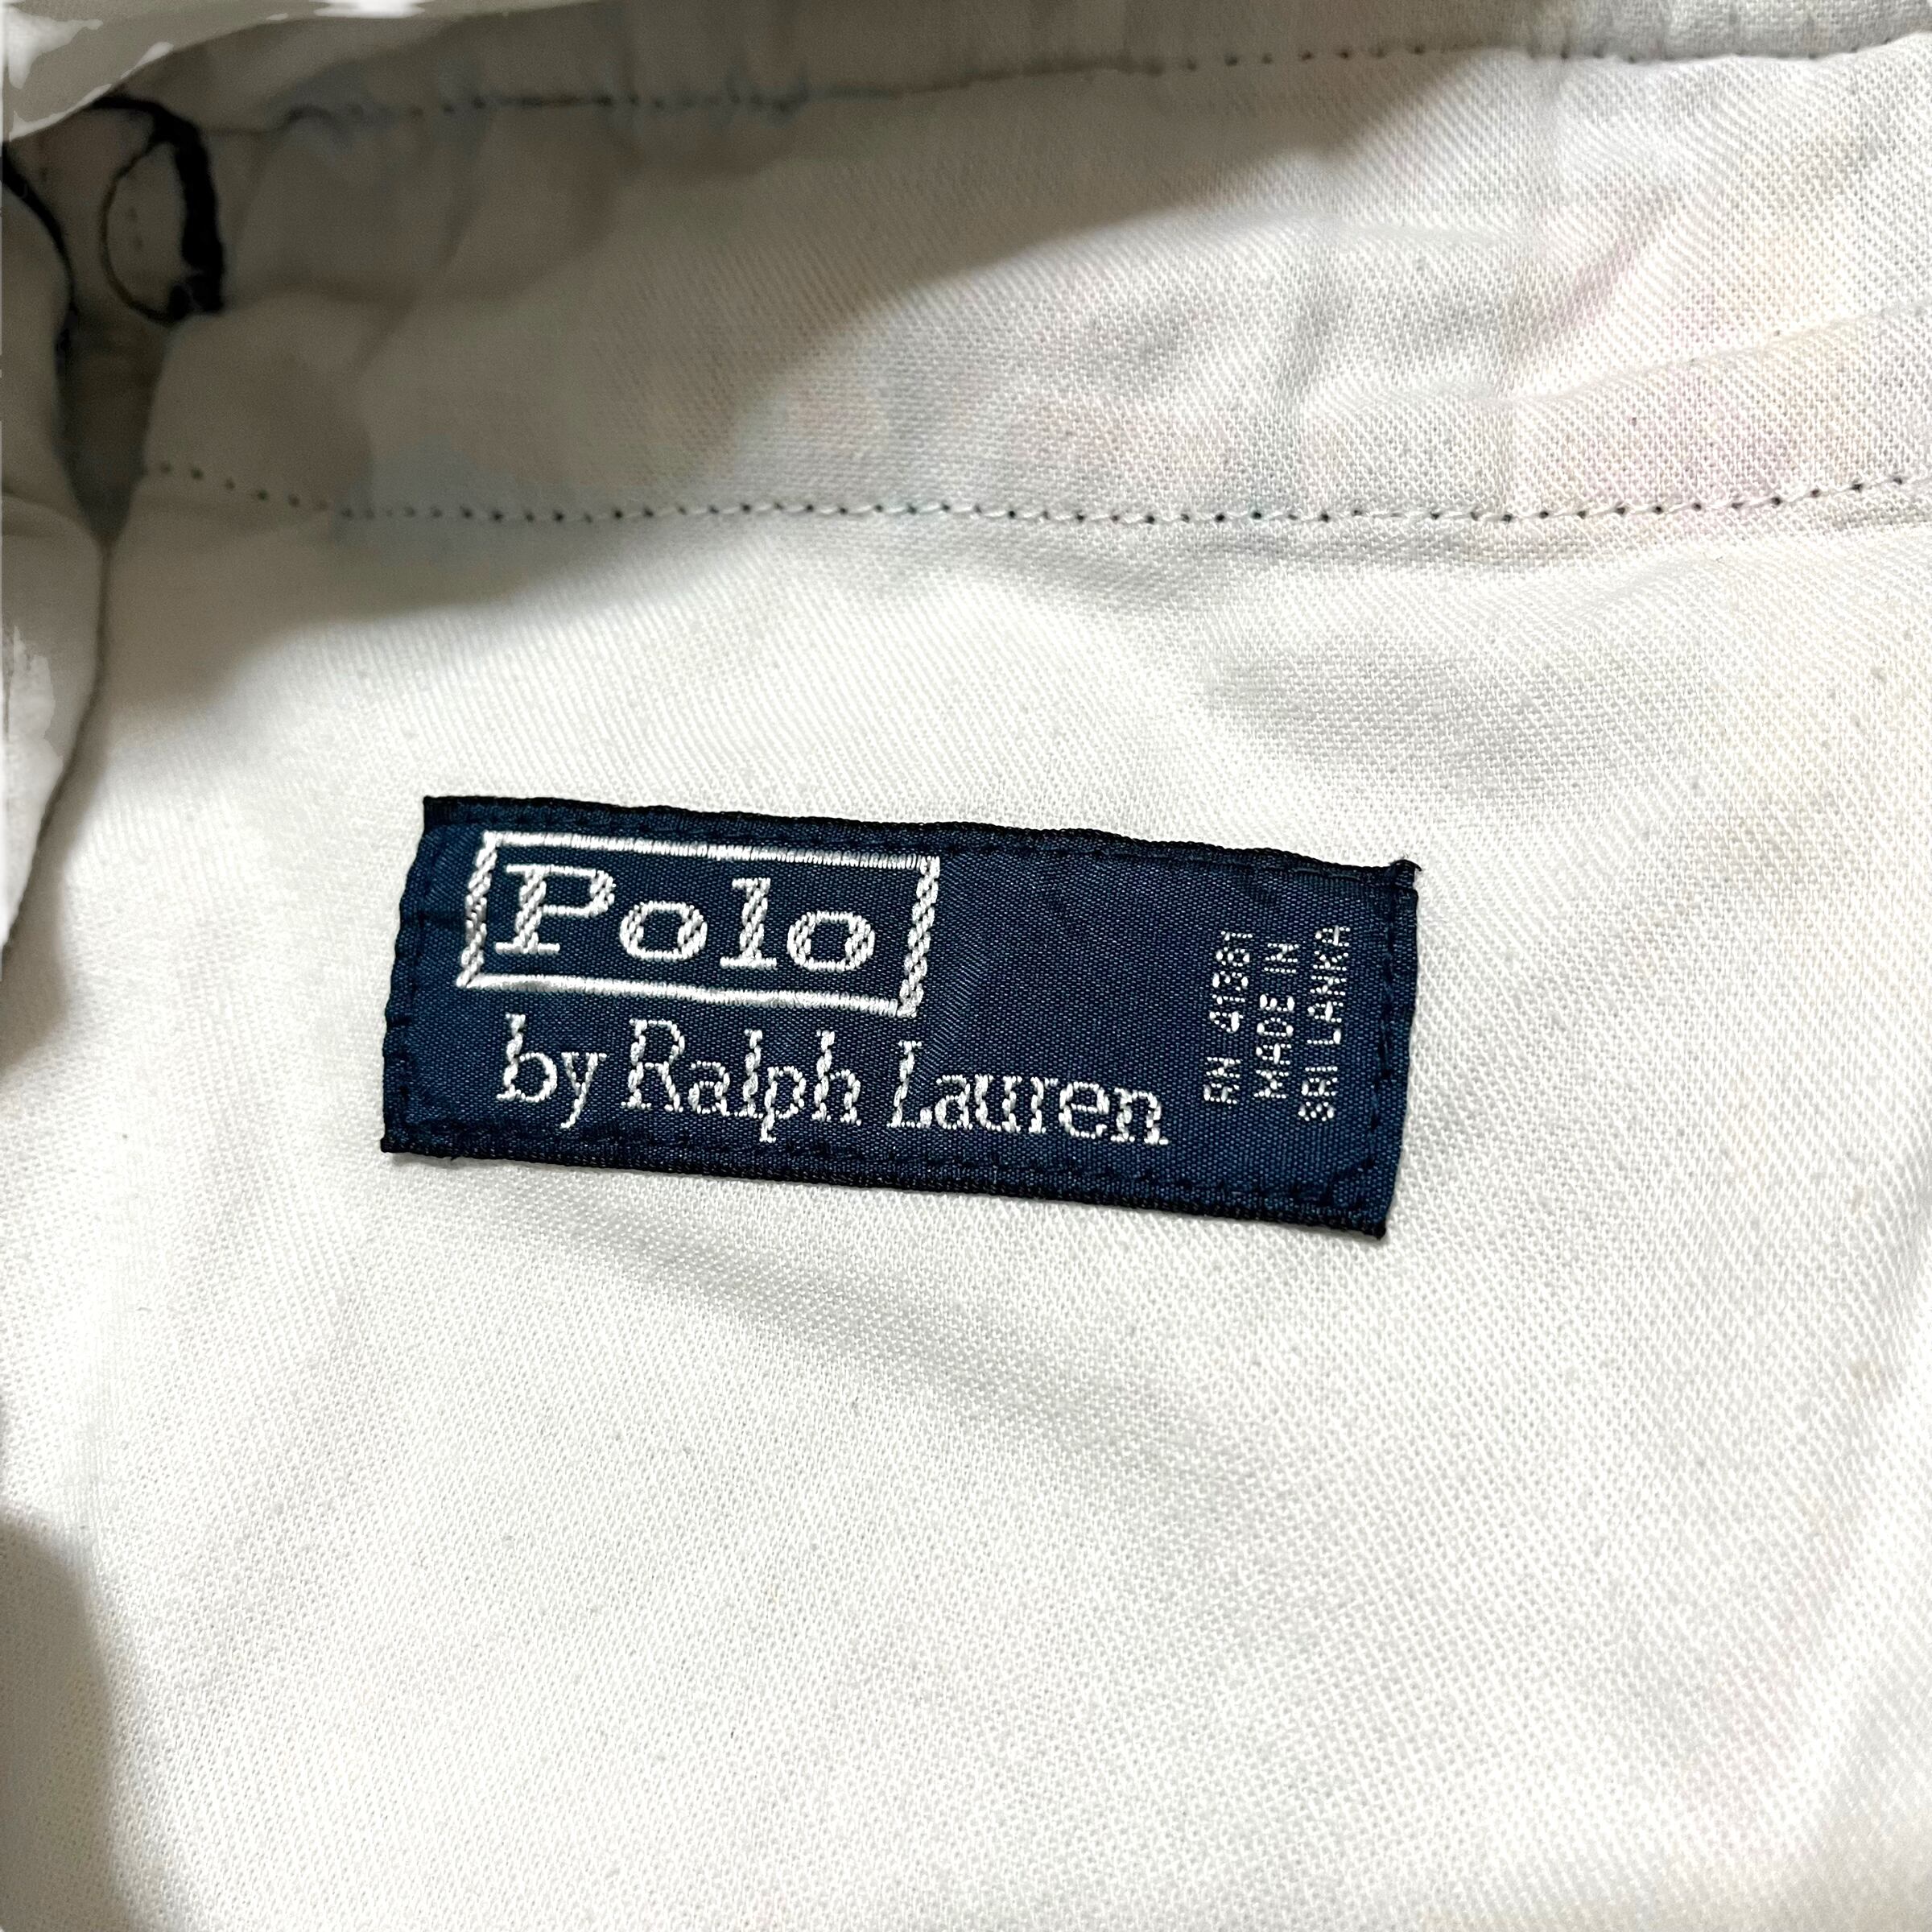 Polo
by Ralph Lauren
RN 41381
MADE IN
SRI LANKA